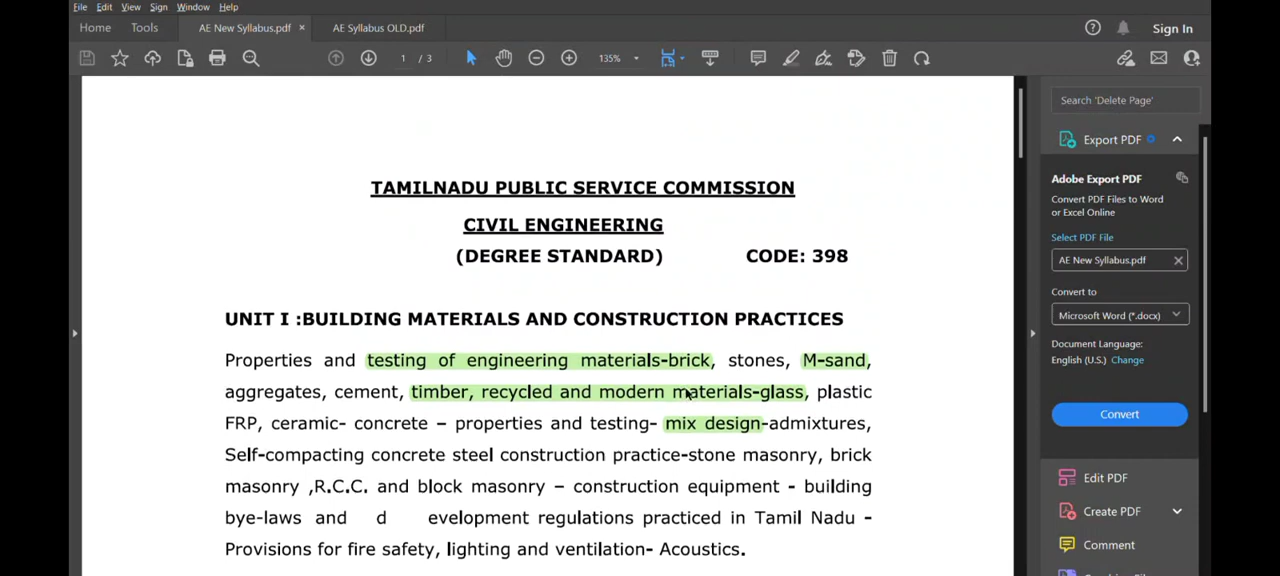 File Edit View Sign Window Help
Home Tools AE New Syllabus.pdf × AE Syllabus OLD.pdf Sign In
1 / 3 135%
TAMILNADU PUBLIC SERVICE COMMISSION
CIVIL ENGINEERING
(DEGREE STANDARD) CODE: 398
UNIT I :BUILDING MATERIALS AND CONSTRUCTION PRACTICES
Properties and testing of engineering materials-brick, stones, M-sand,
aggregates, cement, timber, recycled and modern materials-glass, plastic
FRP, ceramic- concrete – properties and testing- mix design-admixtures,
Self-compacting concrete steel construction practice-stone masonry, brick
masonry ,R.C.C. and block masonry – construction equipment - building
bye-laws and d evelopment regulations practiced in Tamil Nadu -
Provisions for fire safety, lighting and ventilation- Acoustics.
Search 'Delete Page'
Export PDF
Adobe Export PDF
Convert PDF Files to Word
or Excel Online
Select PDF File
AE New Syllabus.pdf
Convert to
Microsoft Word (*.docx)
Document Language:
English (U.S.) Change
Convert
Edit PDF
Create PDF
Comment